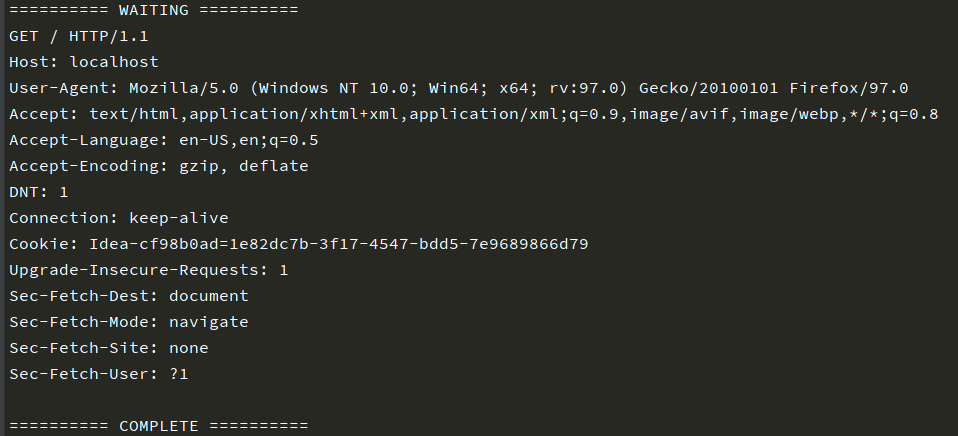 ========== WAITING ==========
GET / HTTP/1.1
Host: localhost
User-Agent: Mozilla/5.0 (Windows NT 10.0; Win64; x64; rv:97.0) Gecko/20100101 Firefox/97.0
Accept: text/html,application/xhtml+xml,application/xml;q=0.9,image/avif,image/webp,*/*;q=0.8
Accept-Language: en-US,en;q=0.5
Accept-Encoding: gzip, deflate
DNT: 1
Connection: keep-alive
Cookie: Idea-cf98b0ad=1e82dc7b-3f17-4547-bdd5-7e9689866d79
Upgrade-Insecure-Requests: 1
Sec-Fetch-Dest: document
Sec-Fetch-Mode: navigate
Sec-Fetch-Site: none
Sec-Fetch-User: ?1
========== COMPLETE ==========